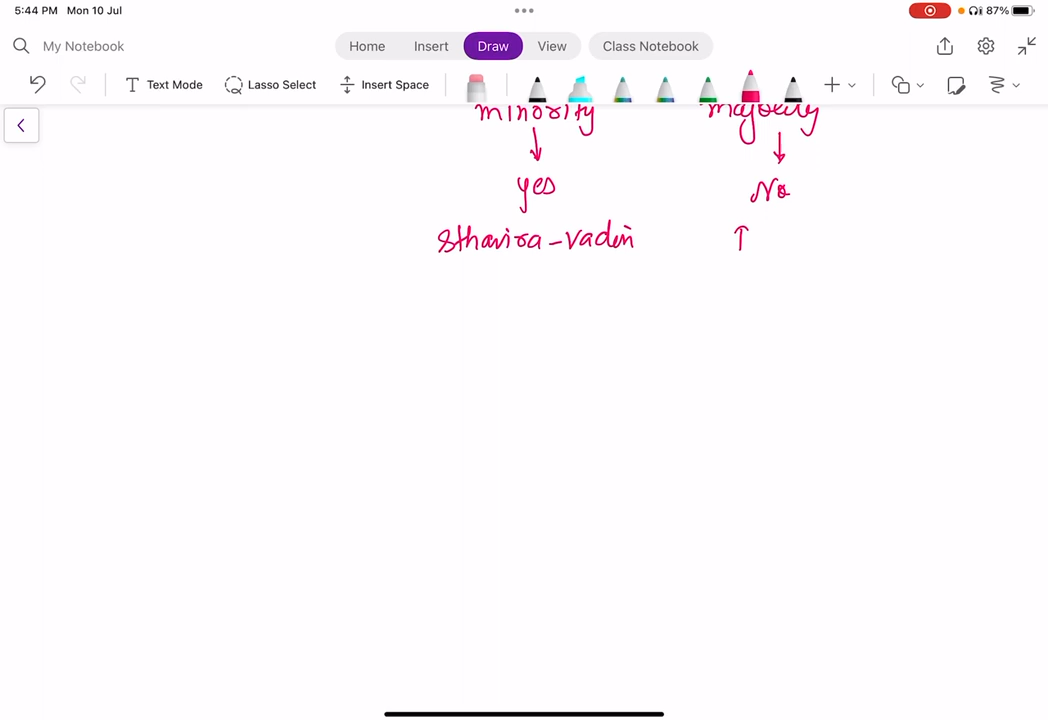 5:44 PM Mon 10 Jul 87%
My Notebook Home Insert Draw View Class Notebook
Text Mode Lasso Select Insert Space
minority majority
yes No
Sthavira-vadin